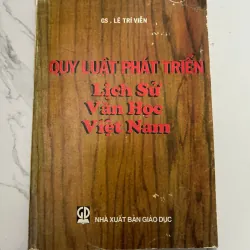 GS. LÊ TRÍ VIỄN
QUY LUẬT PHÁT TRIỂN
Lịch Sử
Văn Học
Việt Nam
GD
NHÀ XUẤT BẢN GIÁO DỤC